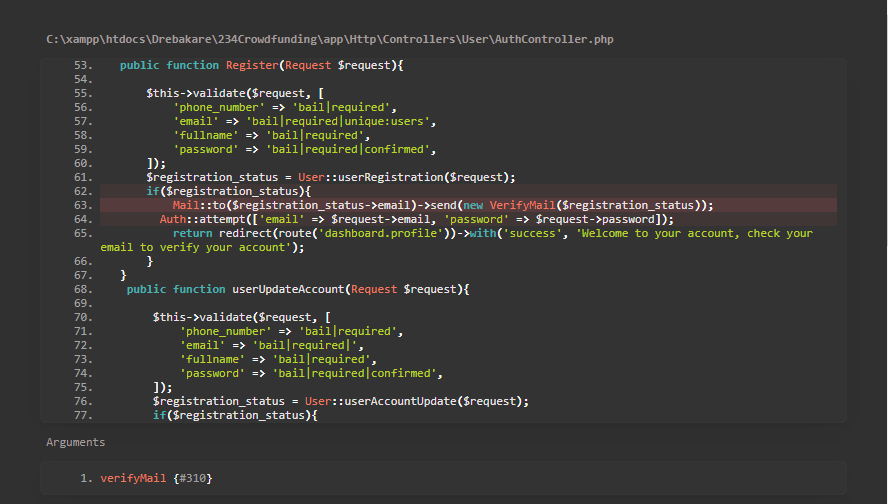 C:\xampp\htdocs\Drebakare\234Crowdfunding\app\Http\Controllers\User\AuthController.php
53. public function Register(Request $request){
54.
55. $this->validate($request, [
56. 'phone_number' => 'bail|required',
57. 'email' => 'bail|required|unique:users',
58. 'fullname' => 'bail|required',
59. 'password' => 'bail|required|confirmed',
60. ]);
61. $registration_status = User::userRegistration($request);
62. if($registration_status){
63. Mail::to($registration_status->email)->send(new VerifyMail($registration_status));
64. Auth::attempt(['email' => $request->email, 'password' => $request->password]);
65. return redirect(route('dashboard.profile'))->with('success', 'Welcome to your account, check your
email to verify your account');
66. }
67. }
68. public function userUpdateAccount(Request $request){
69.
70. $this->validate($request, [
71. 'phone_number' => 'bail|required',
72. 'email' => 'bail|required|',
73. 'fullname' => 'bail|required',
74. 'password' => 'bail|required|confirmed',
75. ]);
76. $registration_status = User::userAccountUpdate($request);
77. if($registration_status){
Arguments
1. verifyMail {#310}